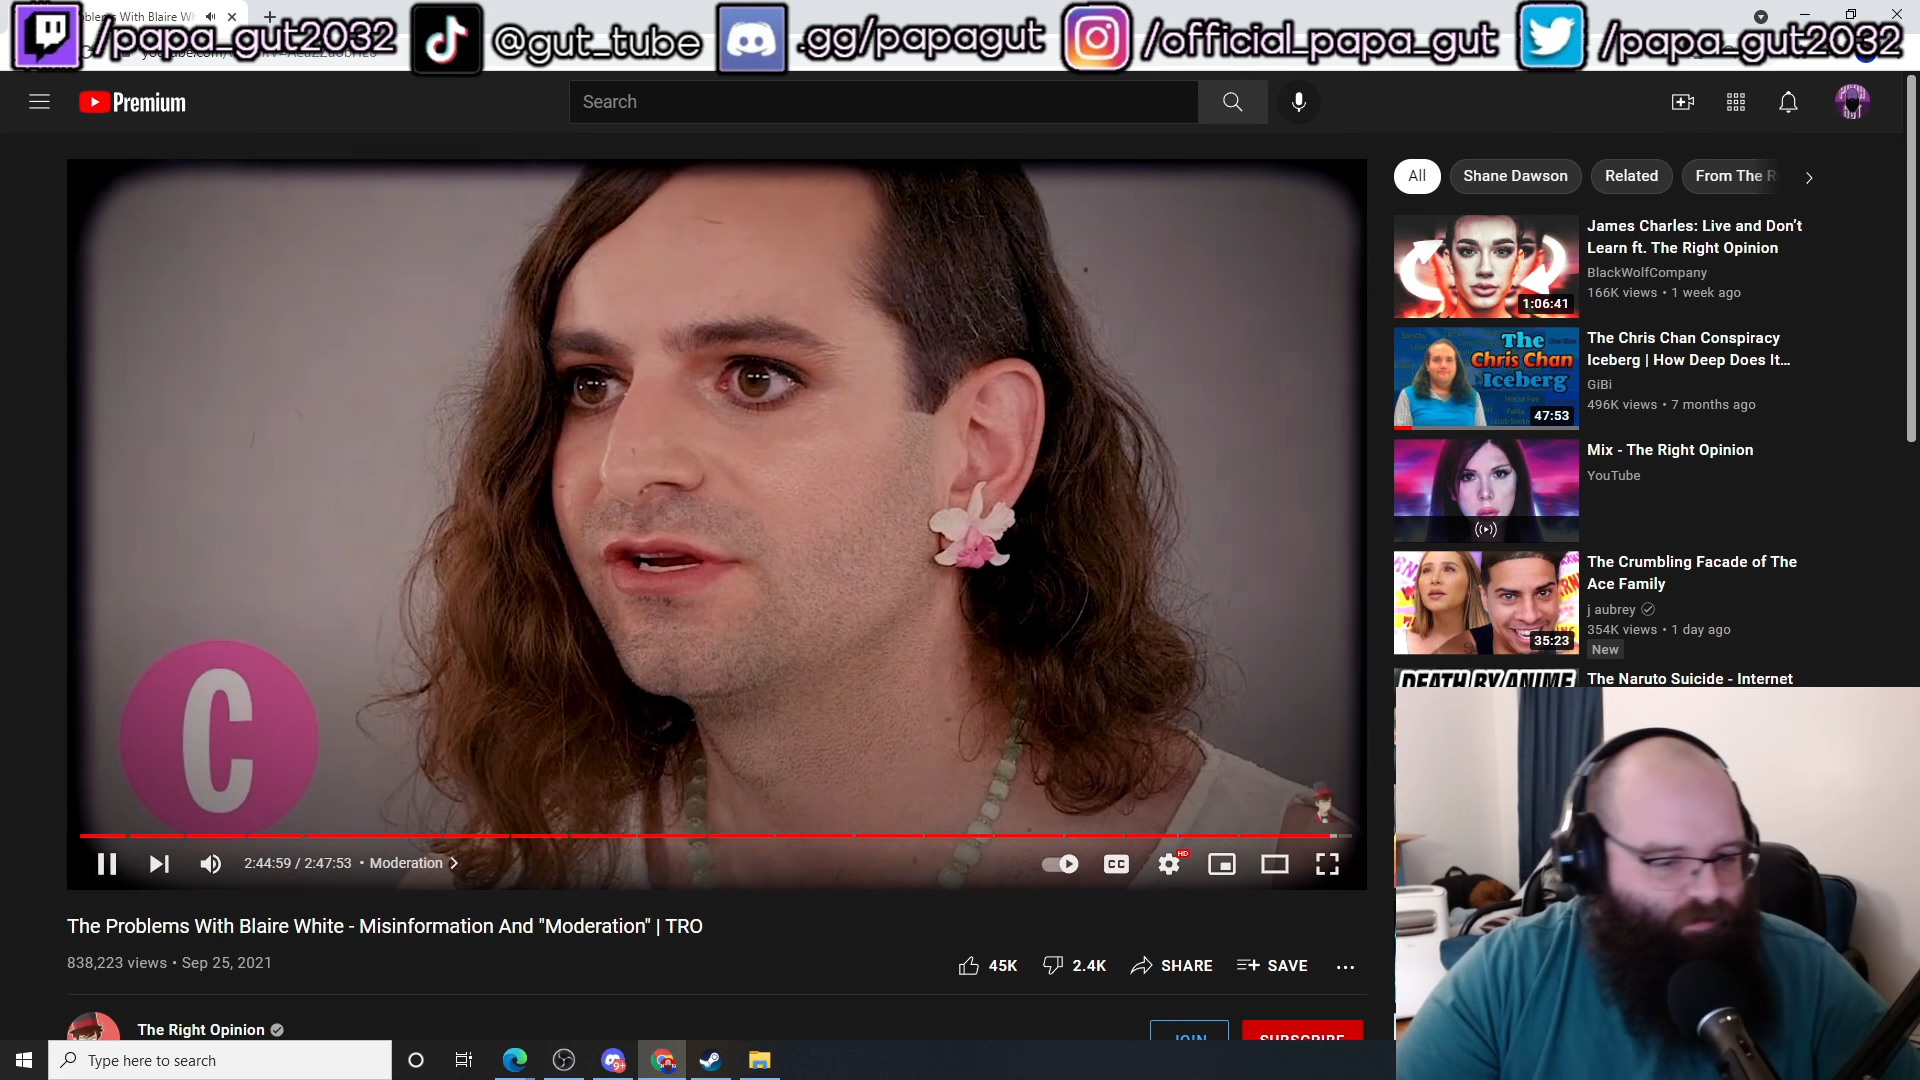 /papa_gut2032
@gut_tube
.gg/papagut
/official_papa_gut
/papa_gut2032
Premium
Search
All
Shane Dawson
Related
From The R
James Charles: Live and Don't
Learn ft. The Right Opinion
BlackWolfCompany
166K views • 1 week ago
1:06:41
The Chris Chan Conspiracy
Iceberg | How Deep Does It...
GiBi
496K views • 7 months ago
The
Chris Chan
Iceberg
47:53
Mix - The Right Opinion
YouTube
The Crumbling Facade of The
Ace Family
j aubrey
354K views • 1 day ago
New
35:23
DEATH BY ANIME
The Naruto Suicide - Internet
C
2:44:59 / 2:47:53 • Moderation
CC
HD
The Problems With Blaire White - Misinformation And "Moderation" | TRO
838,223 views • Sep 25, 2021
45K
2.4K
SHARE
SAVE
The Right Opinion
JOIN
SUBSCRIBE
Type here to search
9+